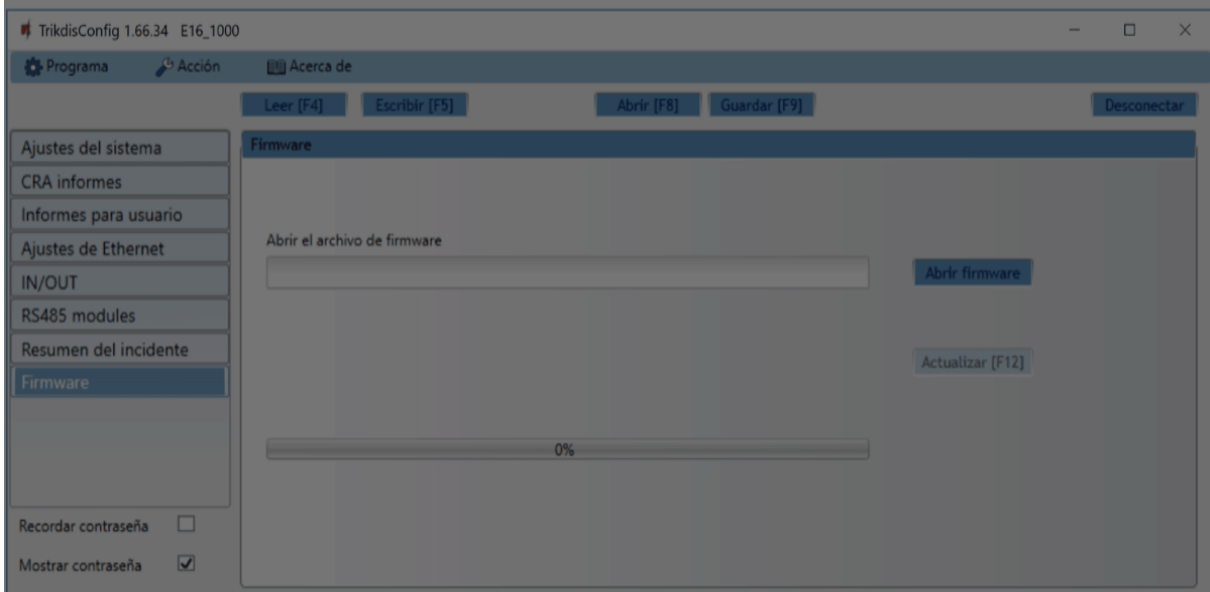 TrikdisConfig 1.66.34 E16_1000
Programa Acción Acerca de
Leer [F4] Escribir [F5] Abrir [F8] Guardar [F9] Desconectar
Ajustes del sistema
CRA informes
Informes para usuario
Ajustes de Ethernet
IN/OUT
RS485 modules
Resumen del incidente
Firmware
Recordar contraseña
Mostrar contraseña
Firmware
Abrir el archivo de firmware
Abrir firmware
Actualizar [F12]
0%